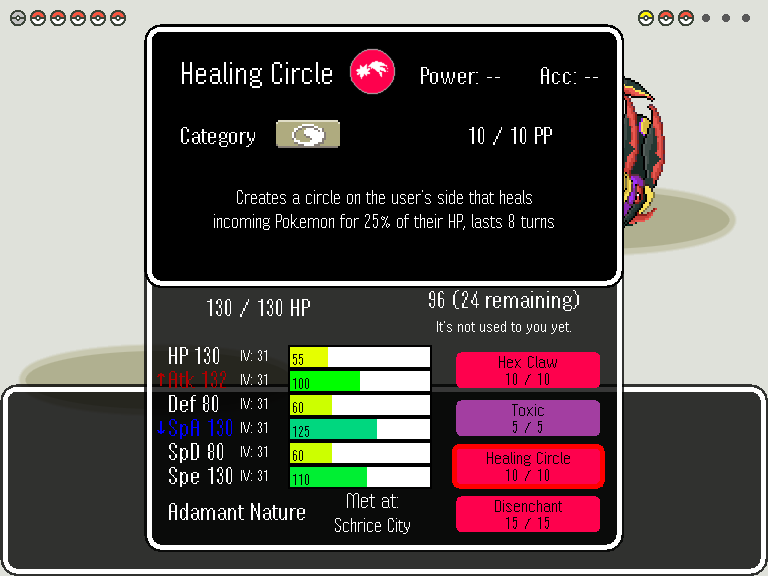 Healing Circle Power: -- Acc: --
Category 10 / 10 PP
Creates a circle on the user's side that heals
incoming Pokemon for 25% of their HP, lasts 8 turns
130 / 130 HP 96 (24 remaining)
It's not used to you yet.
HP 130 IV: 31 55
↑Atk 132 IV: 31 100
Def 80 IV: 31 60
↓SpA 130 IV: 31 125
SpD 80 IV: 31 60
Spe 130 IV: 31 110
Hex Claw
10 / 10
Toxic
5 / 5
Healing Circle
10 / 10
Disenchant
15 / 15
Adamant Nature
Met at:
Schrice City